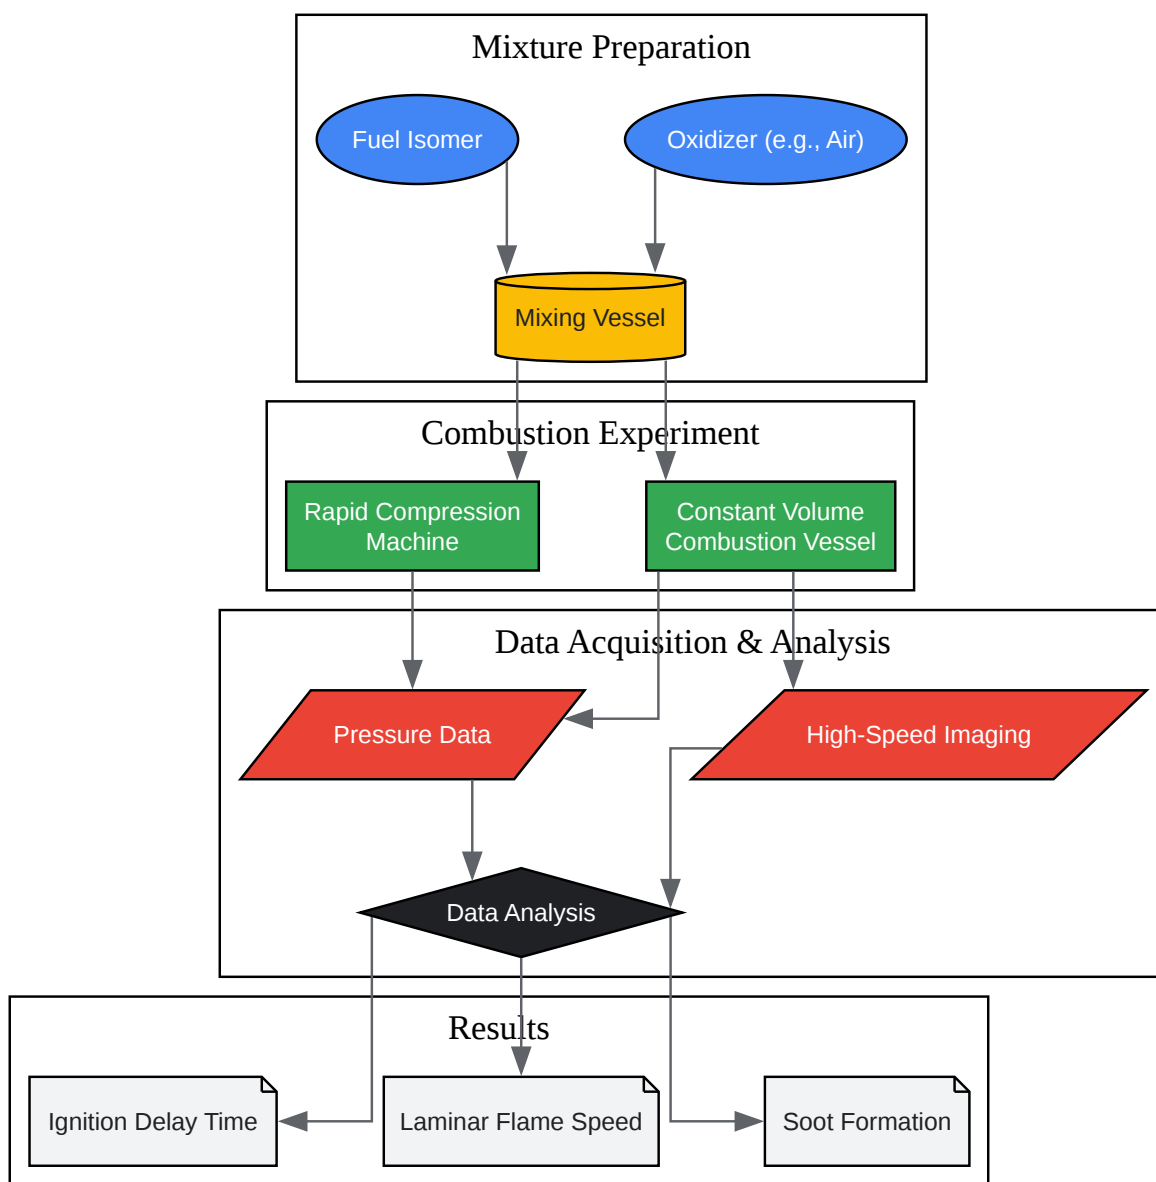 Mixture Preparation
Fuel Isomer
Oxidizer (e.g., Air)
Mixing Vessel
Combustion Experiment
Rapid Compression
Machine
Constant Volume
Combustion Vessel
Data Acquisition & Analysis
Pressure Data
High-Speed Imaging
Data Analysis
Results
Ignition Delay Time
Laminar Flame Speed
Soot Formation